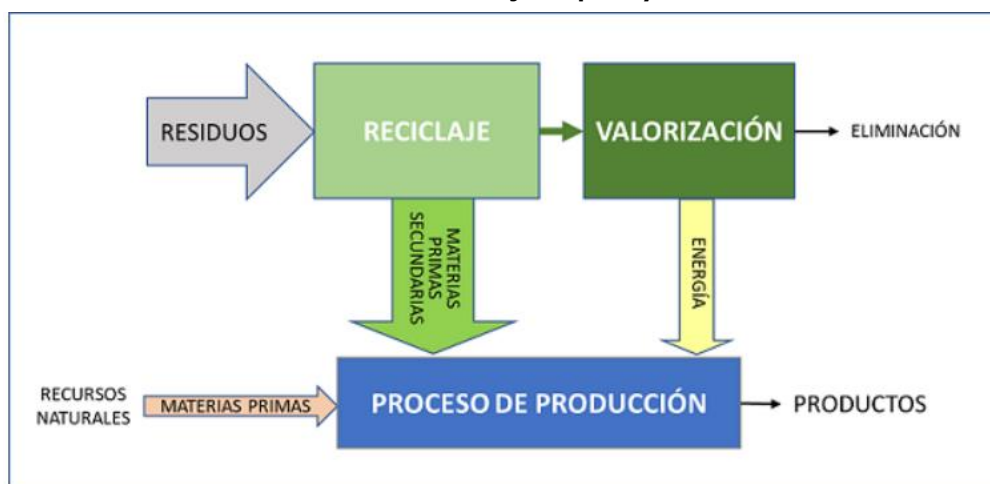 RESIDUOS
RECICLAJE
VALORIZACIÓN
ELIMINACIÓN
MATERIAS
PRIMAS
SECUNDARIAS
ENERGÍA
RECURSOS
NATURALES
MATERIAS PRIMAS
PROCESO DE PRODUCCIÓN
PRODUCTOS